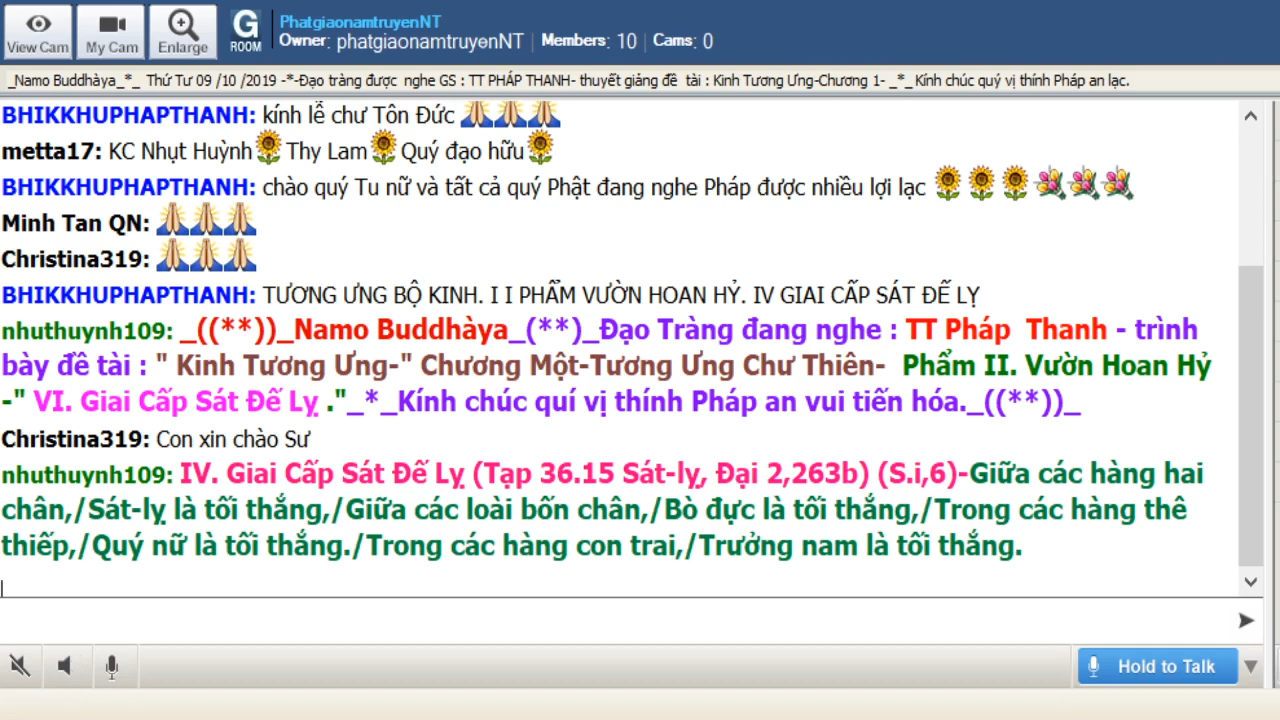 View Cam
My Cam
Enlarge
G
ROOM
PhatgiaonamtruyenNT
Owner: phatgiaonamtruyenNT | Members: 10 | Cams: 0
_Namo Buddhàya_*_ Thứ Tư 09 /10 /2019 -*-Đạo tràng được nghe GS : TT PHÁP THANH- thuyết giảng đề tài : Kinh Tương Ưng-Chương 1- _*_ Kính chúc quý vị thính Pháp an lạc.
BHIKKHUPHAPTHANH: kính lễ chư Tôn Đức 🙏🙏🙏
metta17: KC Nhụt Huỳnh🌻Thy Lam🌻Quý đạo hữu🌻
BHIKKHUPHAPTHANH: chào quý Tu nữ và tất cả quý Phật đang nghe Pháp được nhiều lợi lạc 🌻🌻🌻💐💐💐
Minh Tan QN: 🙏🙏🙏
Christina319: 🙏🙏🙏
BHIKKHUPHAPTHANH: TƯƠNG ƯNG BỘ KINH. I I PHẨM VƯỜN HOAN HỶ. IV GIAI CẤP SÁT ĐẾ LỴ
nhuthuynh109: _((**))_Namo Buddhàya_(**)_Đạo Tràng đang nghe : TT Pháp Thanh - trình
bày đề tài : " Kinh Tương Ưng-" Chương Một-Tương Ưng Chư Thiên- Phẩm II. Vườn Hoan Hỷ
-" VI. Giai Cấp Sát Đế Lỵ ."_*_Kính chúc quí vị thính Pháp an vui tiến hóa._((**))_
Christina319: Con xin chào Sư
nhuthuynh109: IV. Giai Cấp Sát Đế Lỵ (Tạp 36.15 Sát-lỵ, Đại 2,263b) (S.i,6)-Giữa các hàng hai
chân,/Sát-lỵ là tối thắng,/Giữa các loài bốn chân,/Bò đực là tối thắng,/Trong các hàng thê
thiếp,/Quý nữ là tối thắng./Trong các hàng con trai,/Trưởng nam là tối thắng.
Hold to Talk